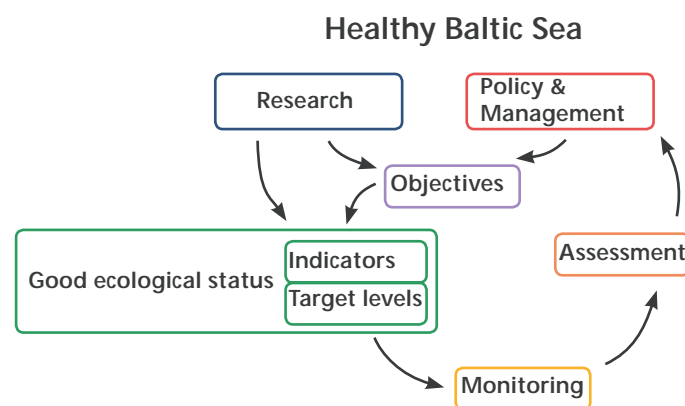 Healthy Baltic Sea
Research
Policy &
Management
Objectives
Good ecological status
Indicators
Target levels
Assessment
Monitoring